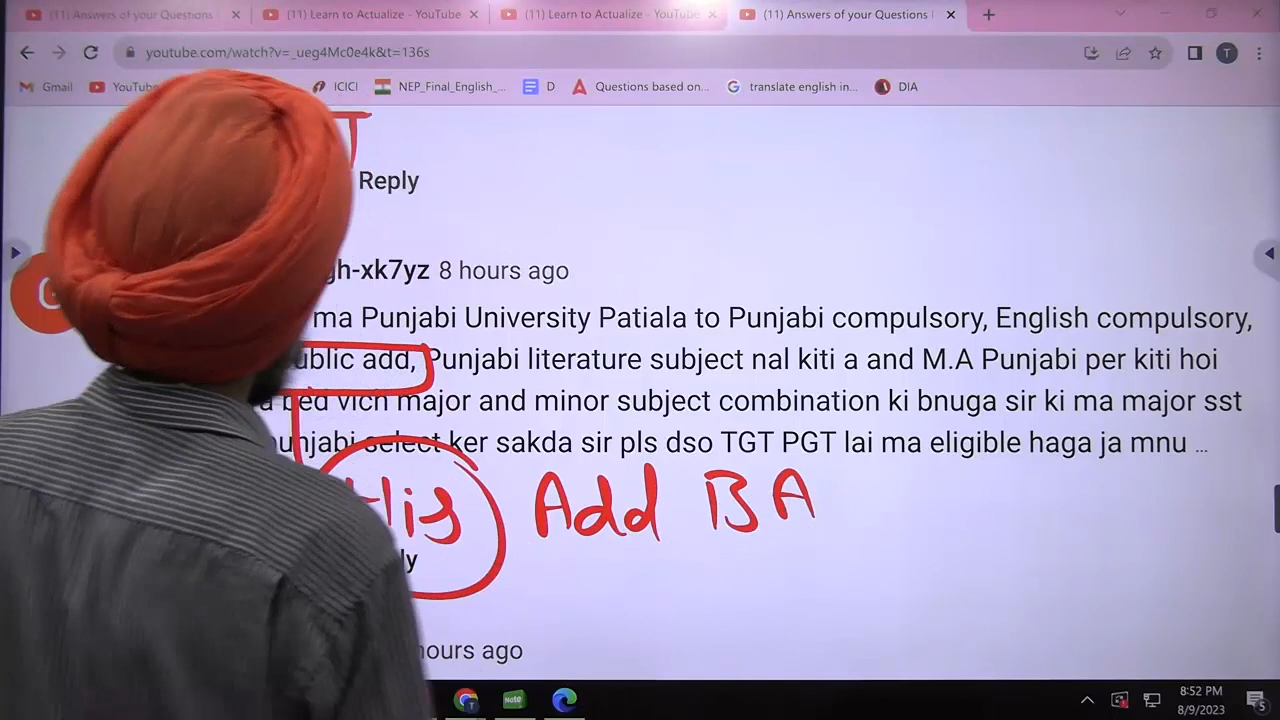 (11) Answers of your Questions
(11) Learn to Actualize - YouTube
(11) Learn to Actualize - YouTube
(11) Answers of your Questions
youtube.com/watch?v=_ueg4Mc0e4k&t=136s
T
Gmail
ICICI
NEP_Final_English_...
D
Questions based on...
translate english in...
DIA
Reply
gh-xk7yz 8 hours ago
ma Punjabi University Patiala to Punjabi compulsory, English compulsory,
ublic add, Punjabi literature subject nal kiti a and M.A Punjabi per kiti hoi
a bed vich major and minor subject combination ki bnuga sir ki ma major sst
punjabi select ker sakda sir pls dso TGT PGT lai ma eligible haga ja mnu ...
His Add BA
ly
hours ago
8:52 PM
8/9/2023